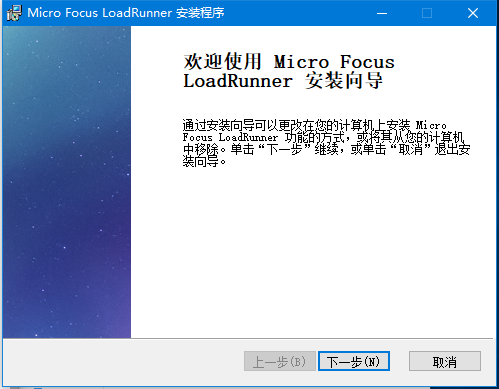 Micro Focus LoadRunner 安装程序
欢迎使用 Micro Focus
LoadRunner 安装向导
通过安装向导可以更改在您的计算机上安装 Micro
Focus LoadRunner 功能的方式，或将其从您的计算机
中移除。单击“下一步”继续，或单击“取消”退出安
装向导。
上一步(B)
下一步(N)
取消